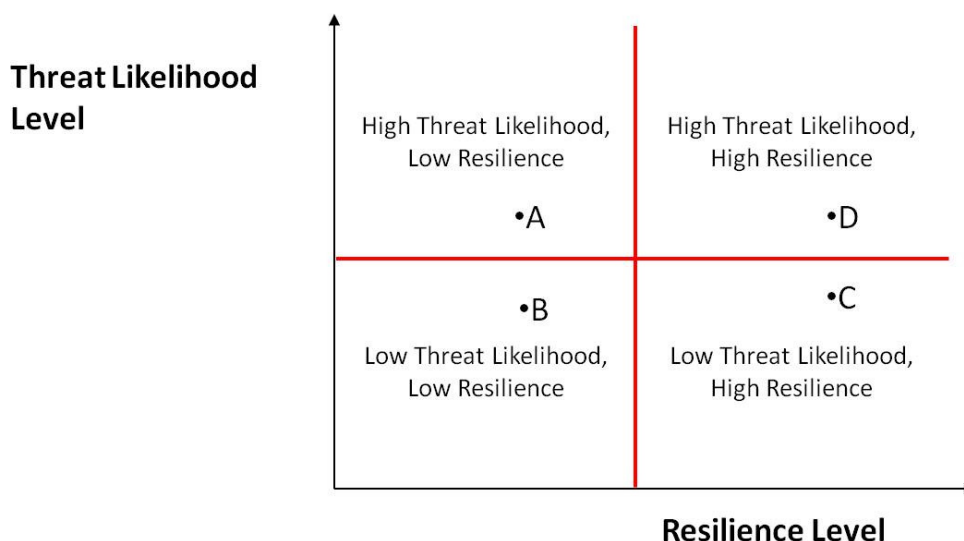 Threat Likelihood
Level
High Threat Likelihood,
Low Resilience
High Threat Likelihood,
High Resilience
•A
•D
•B
•C
Low Threat Likelihood,
Low Resilience
Low Threat Likelihood,
High Resilience
Resilience Level